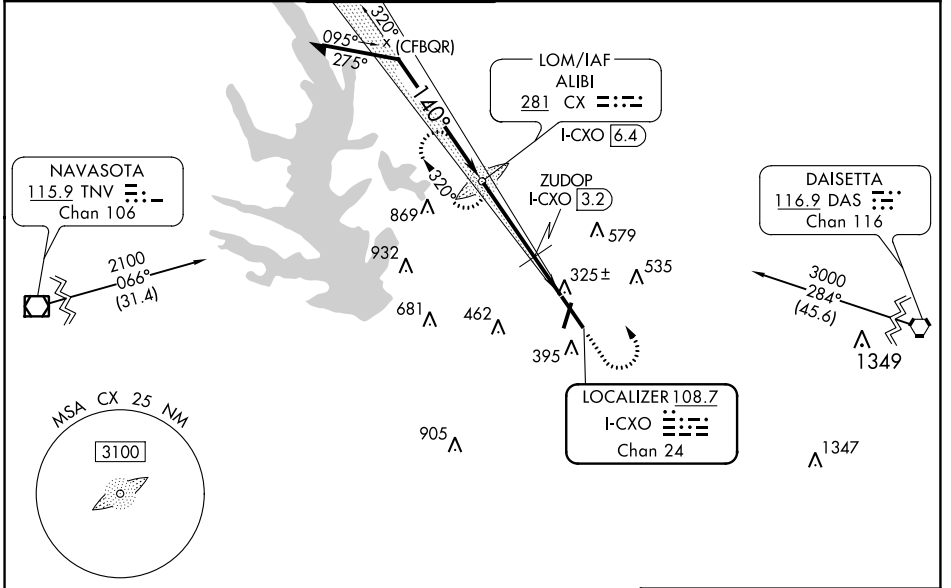 320°
095°
x (CFBQR)
275°
140°
LOM/IAF
ALIBI
281 CX
I-CXO 6.4
320°
ZUDOP
I-CXO 3.2
NAVASOTA
115.9 TNV
Chan 106
DAISETTA
116.9 DAS
Chan 116
869
579
932
325±
535
2100
066°
(31.4)
3000
284°
(45.6)
681
462
395
1349
LOCALIZER 108.7
I-CXO
Chan 24
MSA CX 25 NM
3100
905
1347